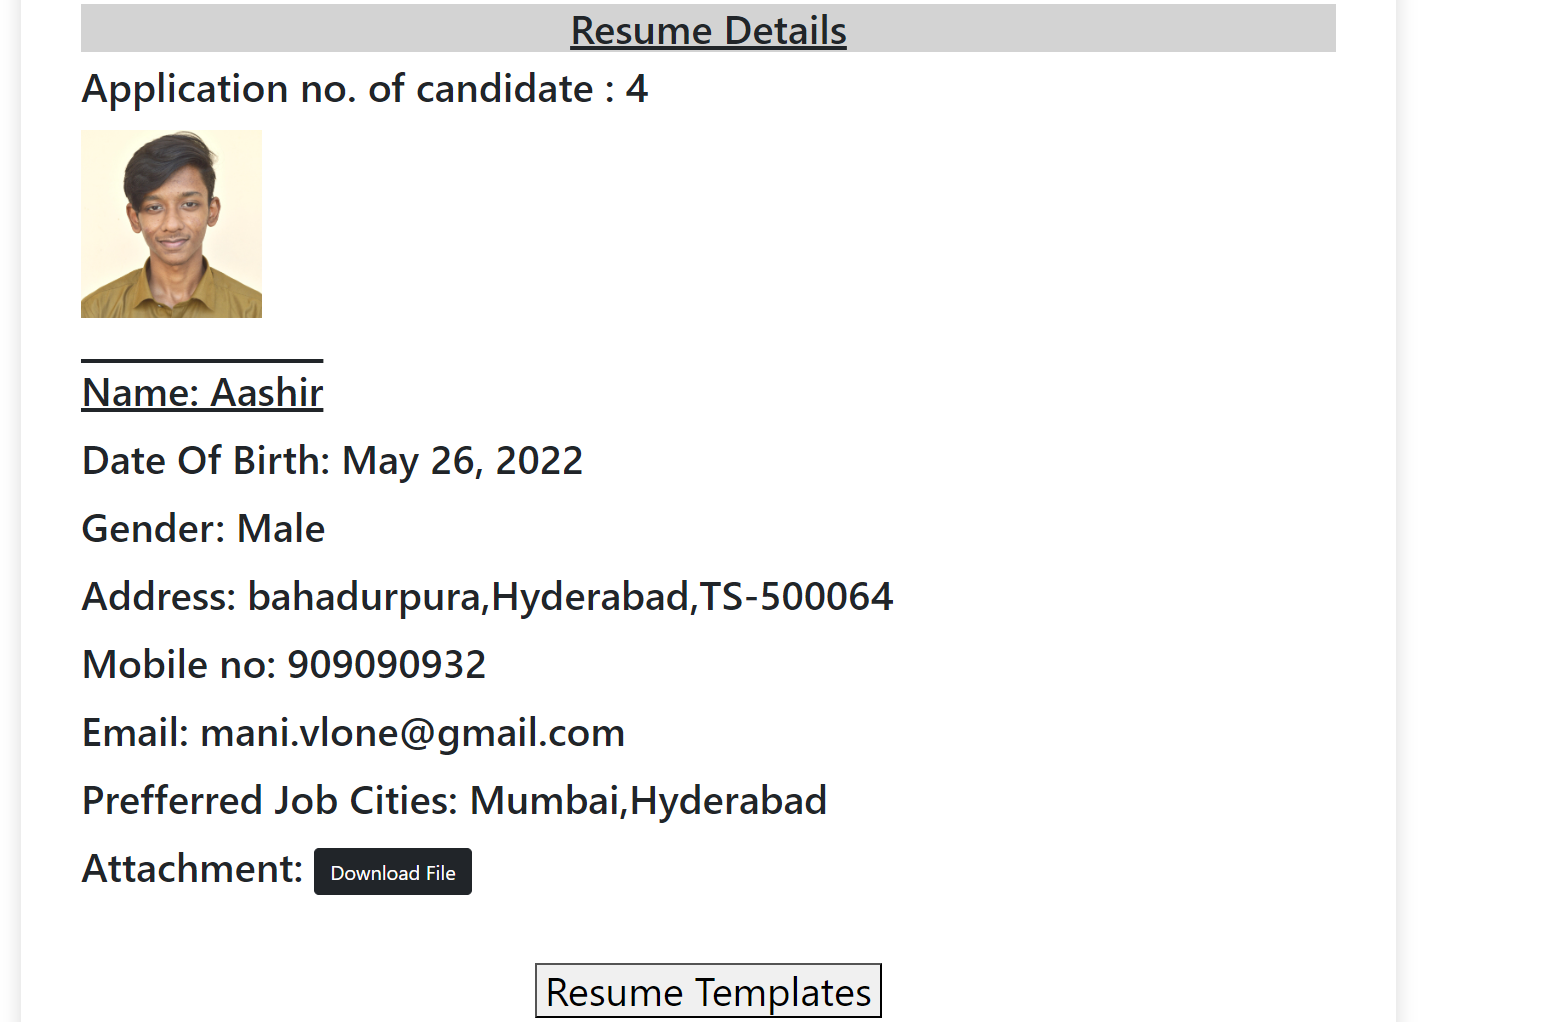 Resume Details
Application no. of candidate : 4
Name: Aashir
Date Of Birth: May 26, 2022
Gender: Male
Address: bahadurpura,Hyderabad,TS-500064
Mobile no: 909090932
Email: mani.vlone@gmail.com
Prefferred Job Cities: Mumbai,Hyderabad
Attachment: Download File
Resume Templates